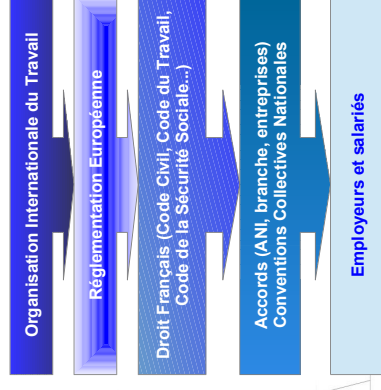 Organisation Internationale du Travail
Réglementation Européenne
Droit Français (Code Civil, Code du Travail,
Code de la Sécurité Sociale...)
Accords (ANI, branche, entreprises)
Conventions Collectives Nationales
Employeurs et salariés